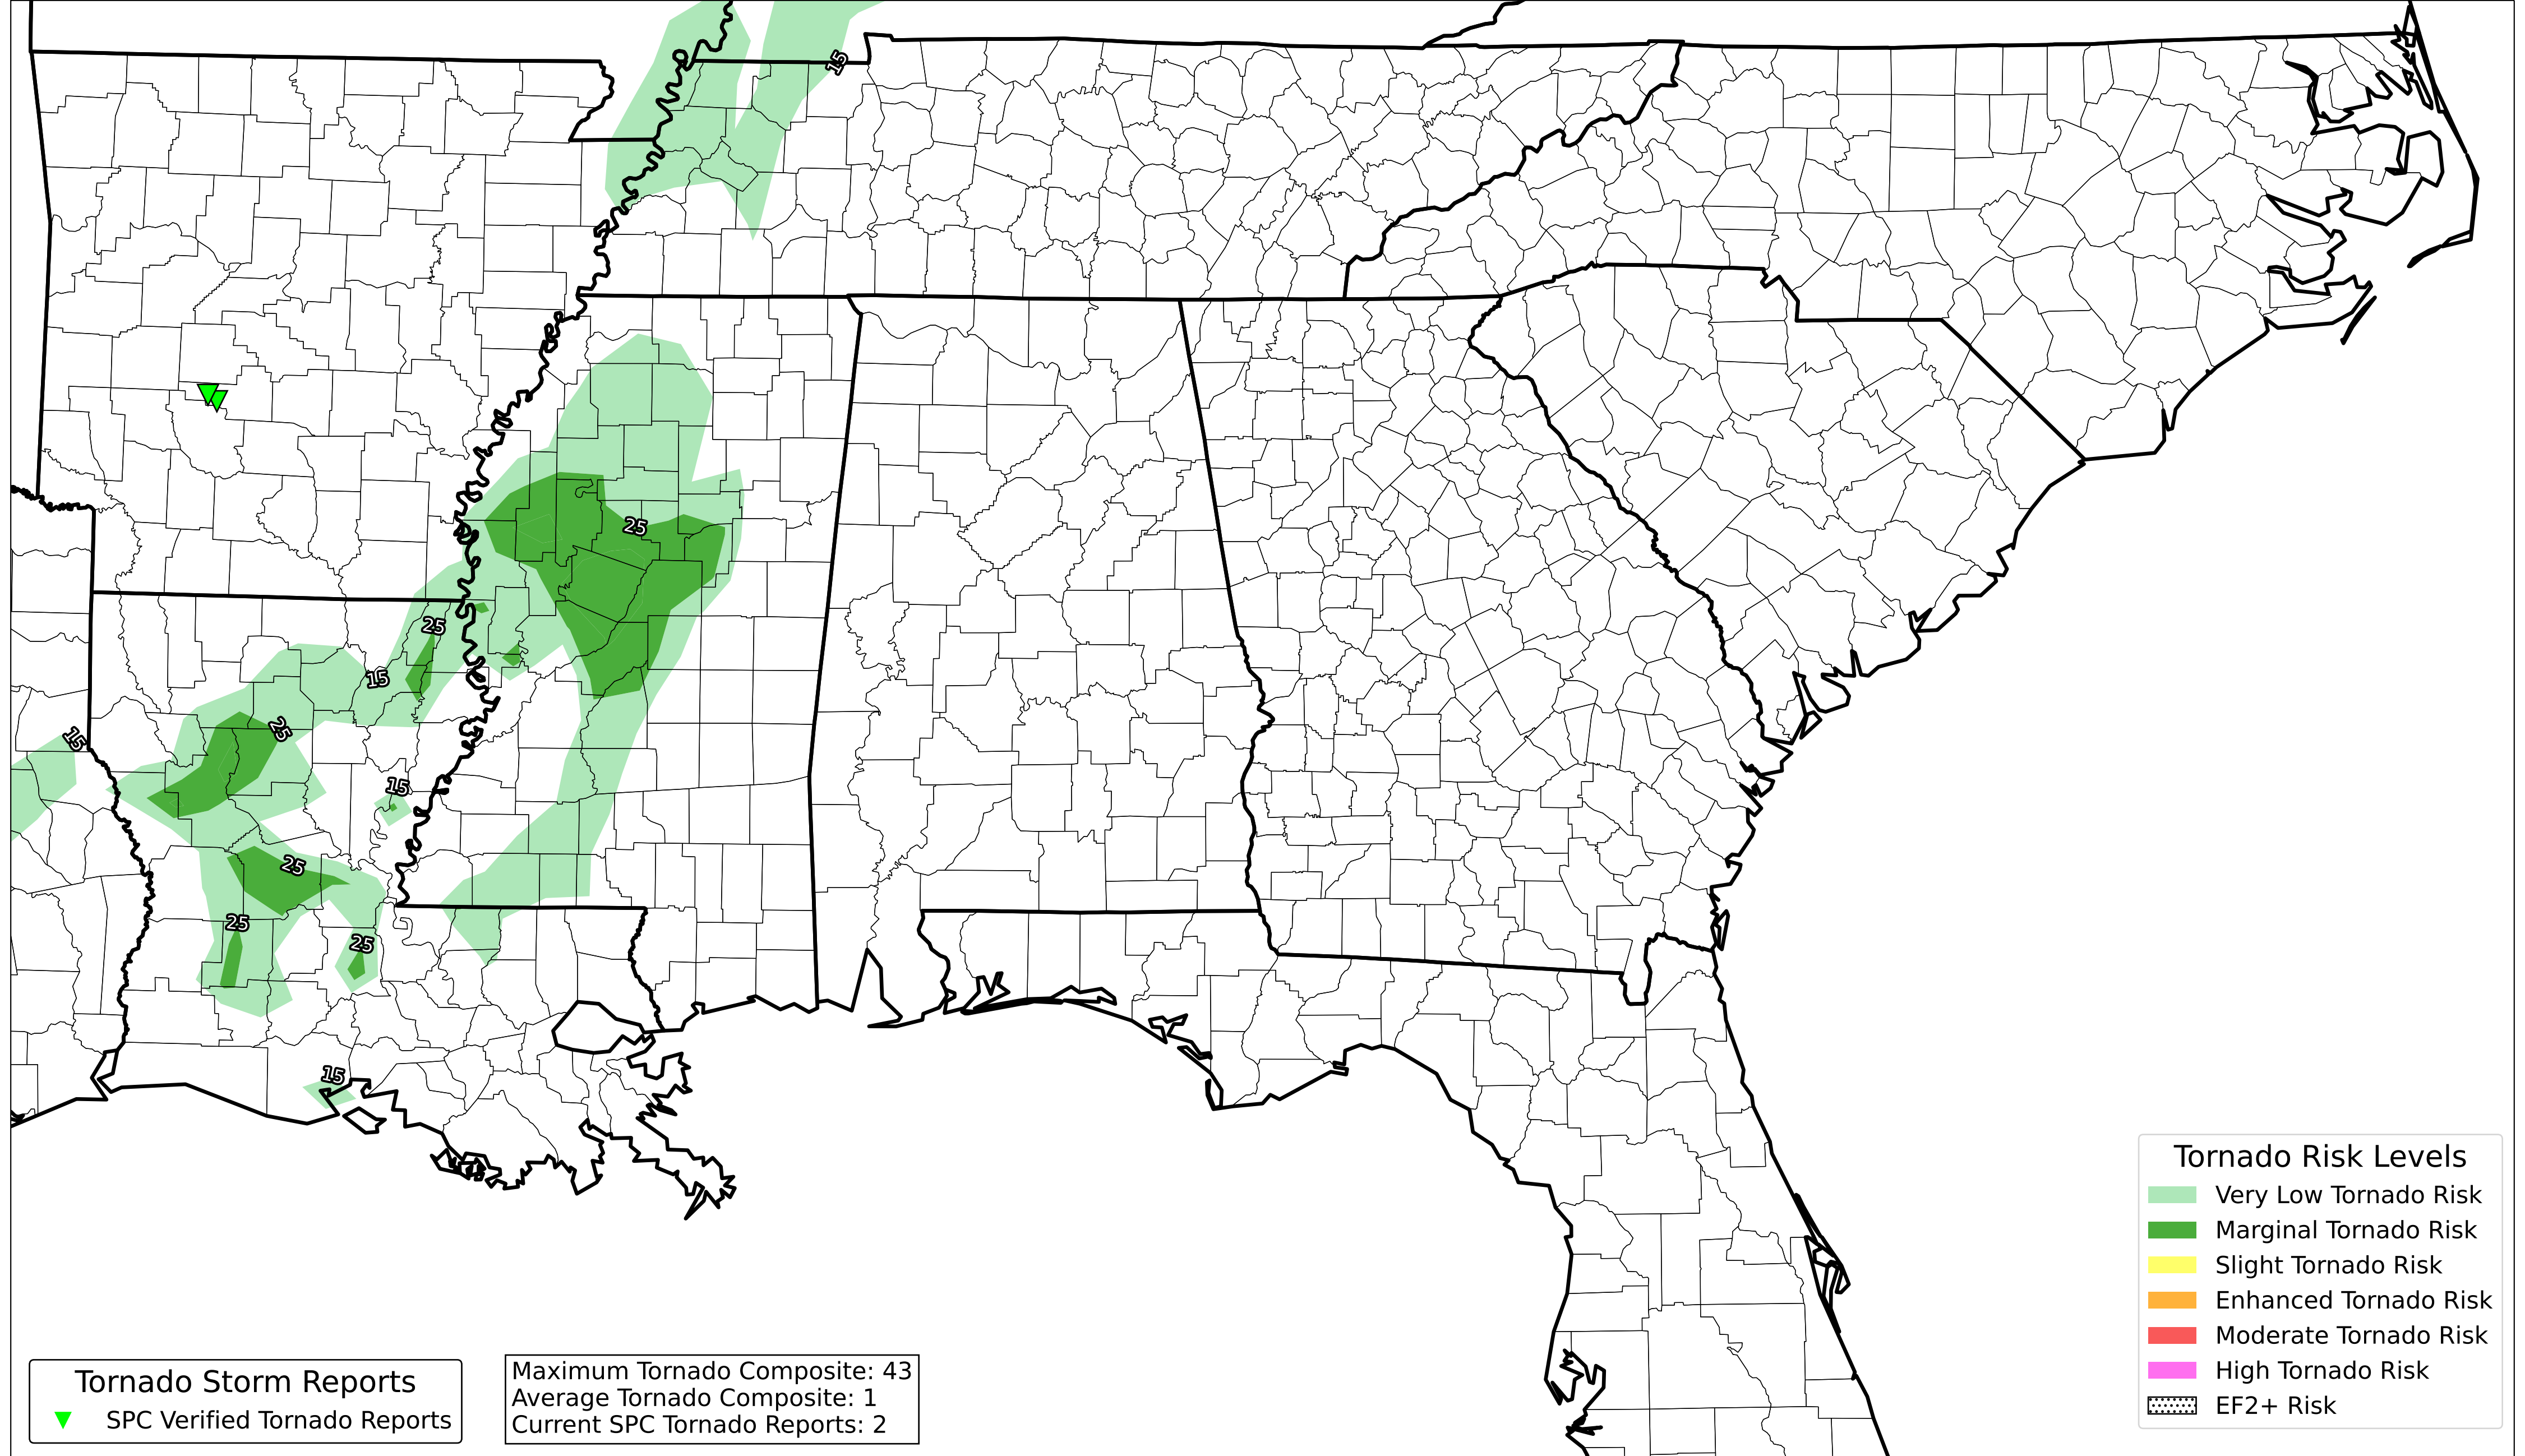 15
25
25
15
25
15
15
25
25
25
15
Tornado Storm Reports
SPC Verified Tornado Reports
Maximum Tornado Composite: 43
Average Tornado Composite: 1
Current SPC Tornado Reports: 2
Tornado Risk Levels
Very Low Tornado Risk
Marginal Tornado Risk
Slight Tornado Risk
Enhanced Tornado Risk
Moderate Tornado Risk
High Tornado Risk
EF2+ Risk